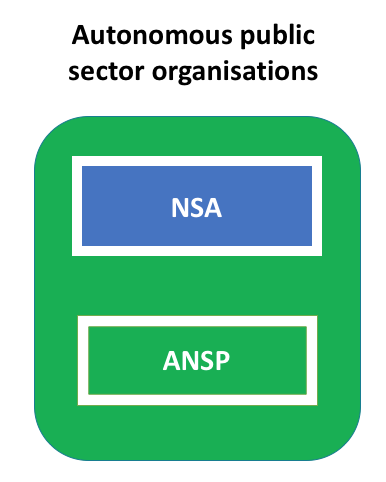 Autonomous public
sector organisations
NSA
ANSP